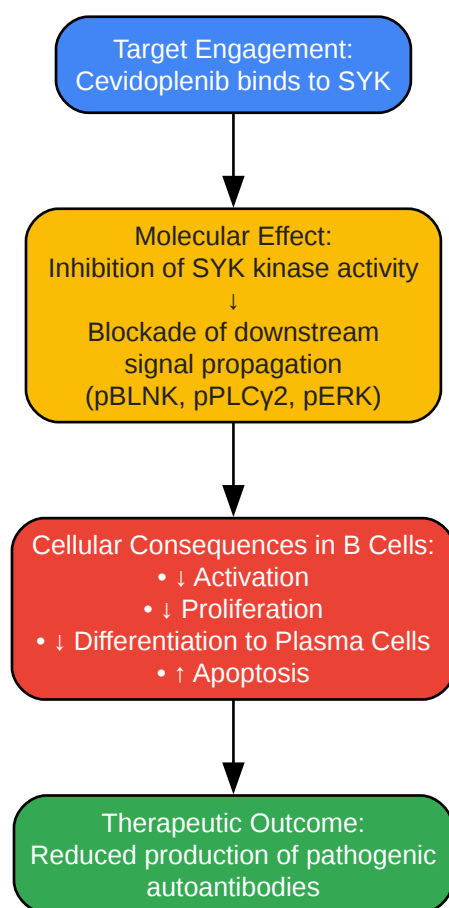 Target Engagement:
Cevidoplenib binds to SYK
Molecular Effect:
Inhibition of SYK kinase activity
↓
Blockade of downstream
signal propagation
(pBLNK, pPLCγ2, pERK)
Cellular Consequences in B Cells:
• ↓ Activation
• ↓ Proliferation
• ↓ Differentiation to Plasma Cells
• ↑ Apoptosis
Therapeutic Outcome:
Reduced production of pathogenic
autoantibodies